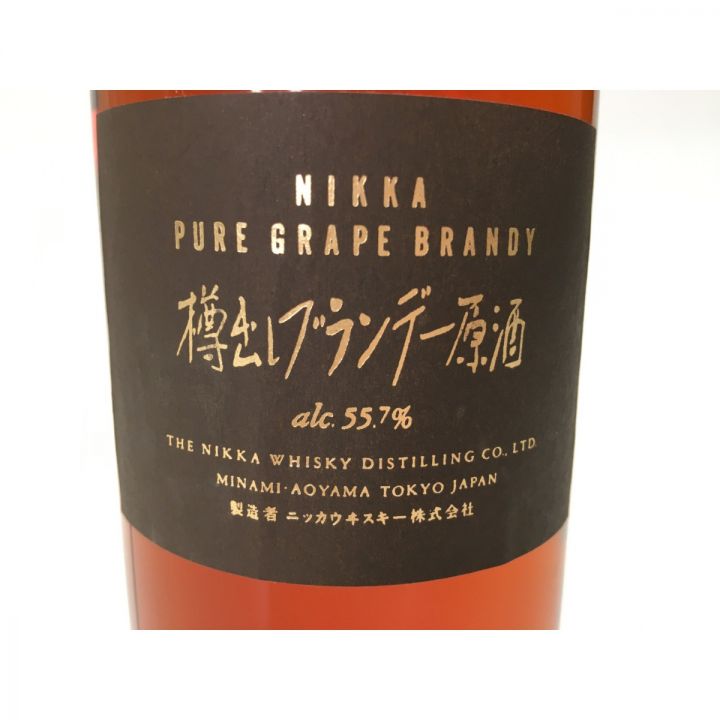 NIKKA
PURE GRAPE BRANDY
樽出しブランデー原酒
alc. 55.7%
THE NIKKA WHISKY DISTILLING CO., LTD.
MINAMI-AOYAMA TOKYO JAPAN
製造者 ニッカウヰスキー株式会社